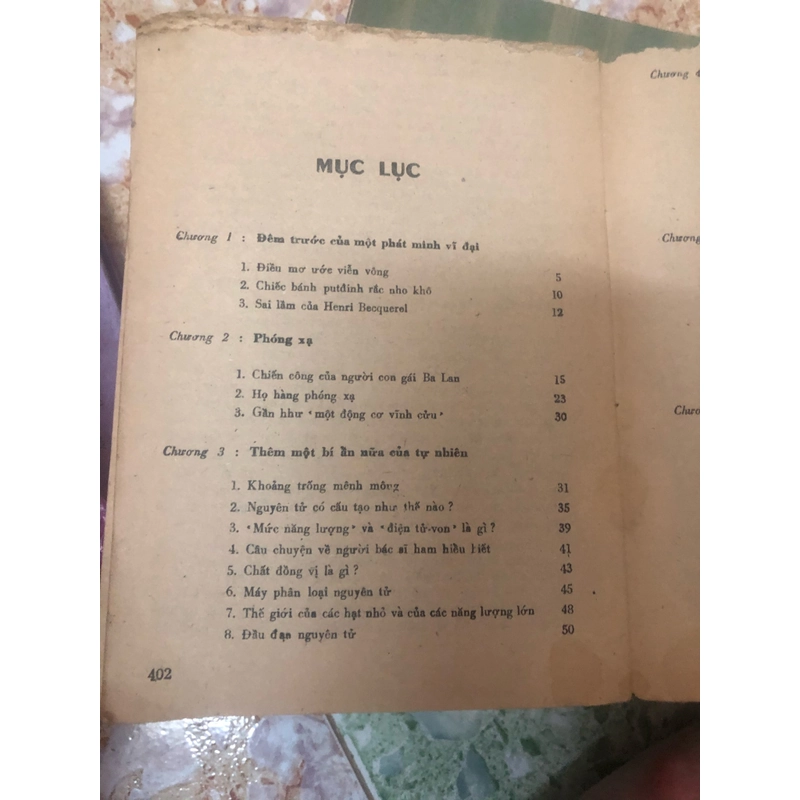 MỤC LỤC
Chương 1 : Đêm trước của một phát minh vĩ đại
1. Điều mơ ước viễn vông 5
2. Chiếc bánh putđinh rắc nho khô 10
3. Sai lầm của Henri Becquerel 12
Chương 2 : Phóng xạ
1. Chiến công của người con gái Ba Lan 15
2. Họ hàng phóng xạ 23
3. Gần như ‘một động cơ vĩnh cửu’ 30
Chương 3 : Thêm một bí ẩn nữa của tự nhiên
1. Khoảng trống mênh mông 31
2. Nguyên tử có cấu tạo như thế nào ? 35
3. ‘Mức năng lượng’ và ‘điện tử-von’ là gì ? 39
4. Câu chuyện về người bác sĩ ham hiểu biết 41
5. Chất đồng vị là gì ? 43
6. Máy phân loại nguyên tử 45
7. Thế giới của các hạt nhỏ và của các năng lượng lớn 48
8. Đầu đạn nguyên tử 50
402
Chương 4
Chương